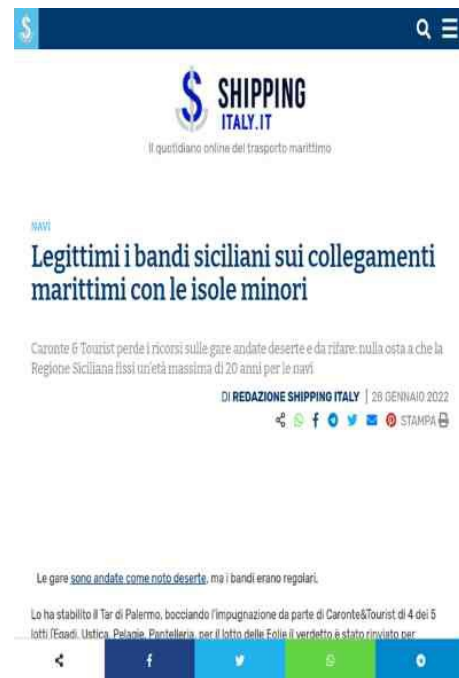 SHIPPING
ITALY.IT
Il quotidiano online del trasporto marittimo
NAVI
Legittimi i bandi siciliani sui collegamenti
marittimi con le isole minori
Caronte & Tourist perde i ricorsi sulle gare andate deserte e da rifare: nulla osta a che la
Regione Siciliana fissi un'età massima di 20 anni per le navi
DI REDAZIONE SHIPPING ITALY | 28 GENNAIO 2022
STAMPA
Le gare sono andate come noto deserte, ma i bandi erano regolari.
Lo ha stabilito il Tar di Palermo, bocciando l'impugnazione da parte di Caronte&Tourist di 4 dei 5
lotti (Egadi, Ustica, Pelagie, Pantelleria, per il lotto delle Eolie il verdetto è stato rinviato per